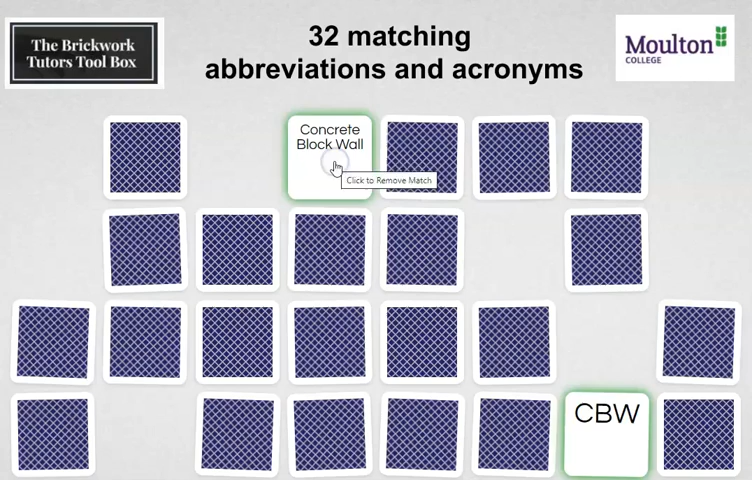 The Brickwork
Tutors Tool Box
32 matching
abbreviations and acronyms
Moulton
COLLEGE
Concrete
Block Wall
Click to Remove Match
CBW